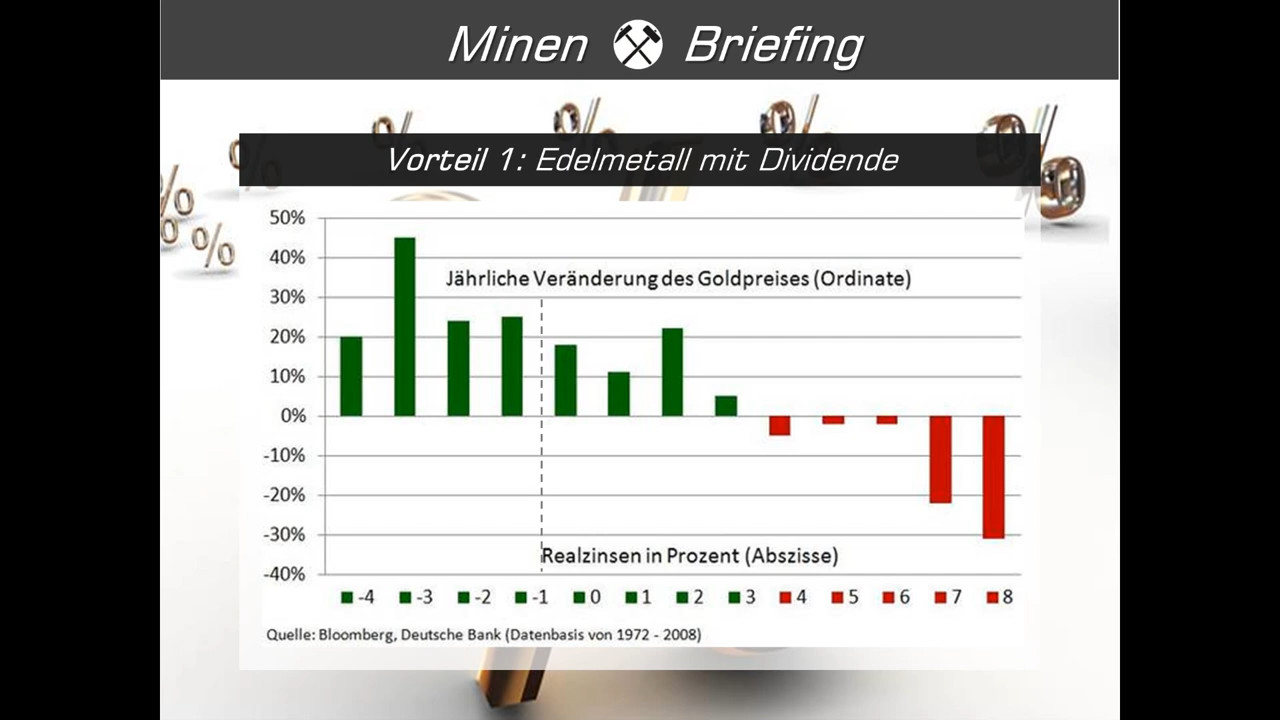 Minen Briefing
Vorteil 1: Edelmetall mit Dividende
50%
40%
Jährliche Veränderung des Goldpreises (Ordinate)
30%
20%
10%
0%
-10%
-20%
-30%
Realzinsen in Prozent (Abszisse)
-40%
-4 -3 -2 -1 0 1 2 3 4 5 6 7 8
Quelle: Bloomberg, Deutsche Bank (Datenbasis von 1972 - 2008)